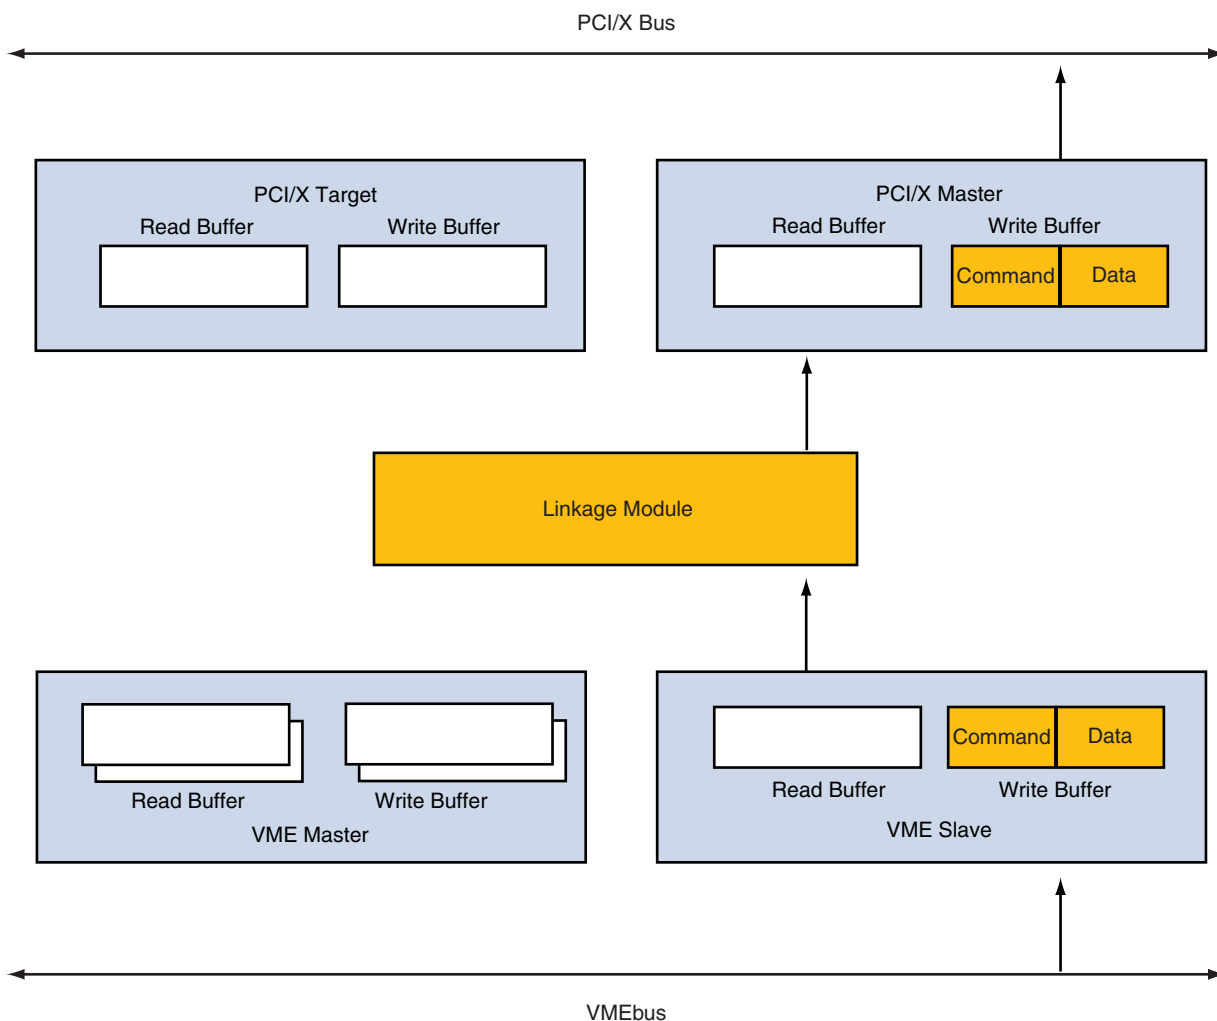 PCI/X Bus
PCI/X Target
Read Buffer
Write Buffer
PCI/X Master
Read Buffer
Write Buffer
Command
Data
Linkage Module
Read Buffer
Write Buffer
VME Master
Command
Data
Read Buffer
Write Buffer
VME Slave
VMEbus